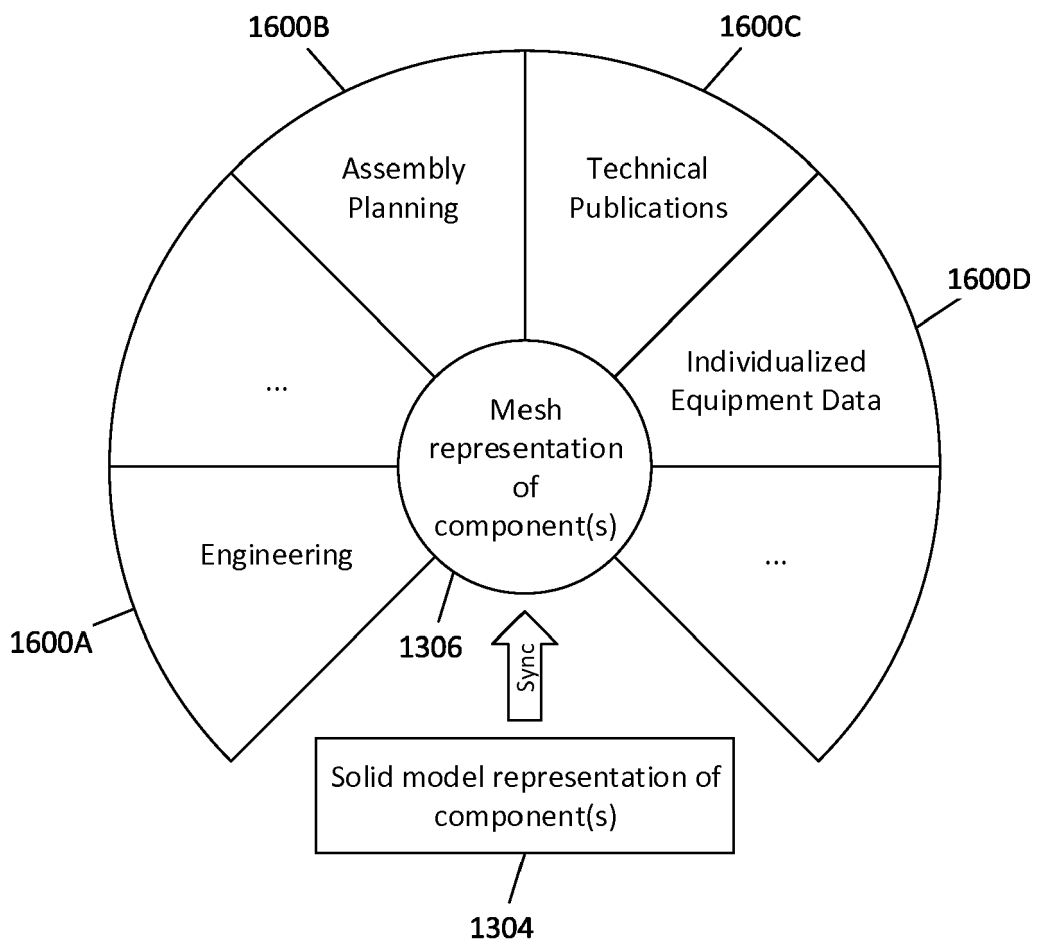 1600B
1600C
Assembly
Planning
Technical
Publications
1600D
...
Individualized
Equipment Data
Mesh
representation
of
component(s)
Engineering
...
1600A
1306
Sync
Solid model representation of
component(s)
1304